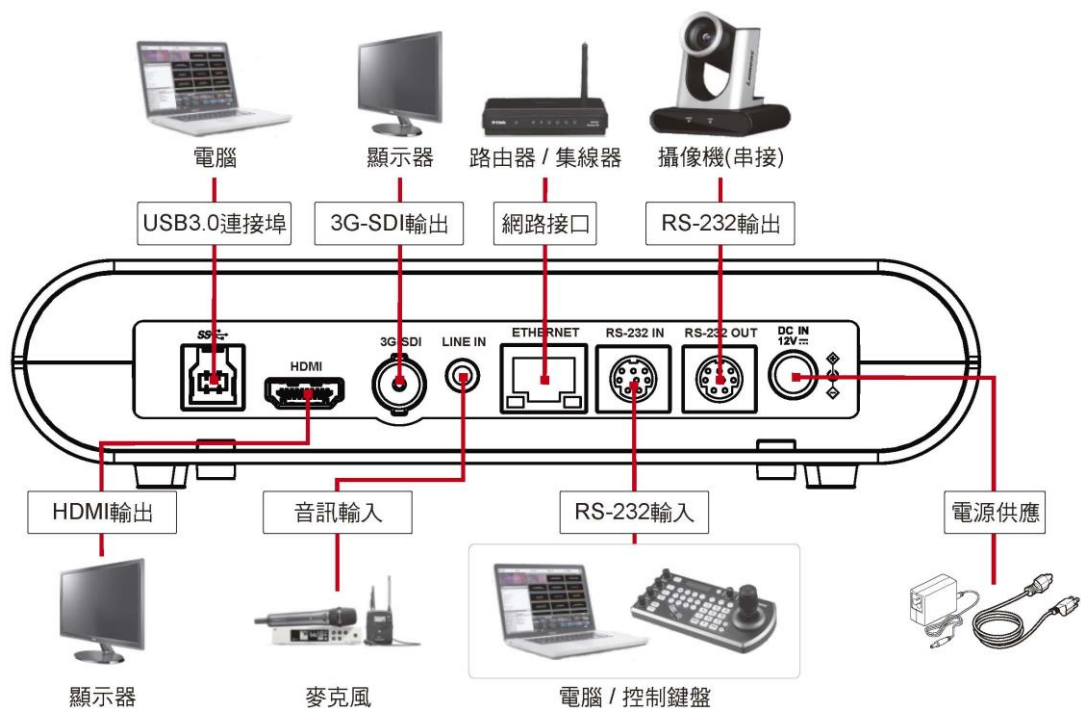 電腦
顯示器
路由器 / 集線器
攝像機(串接)
USB3.0連接埠
3G-SDI輸出
網路接口
RS-232輸出
HDMI
3G-SDI
LINE IN
ETHERNET
RS-232 IN
RS-232 OUT
DC IN
12V
HDMI輸出
音訊輸入
RS-232輸入
電源供應
顯示器
麥克風
電腦 / 控制鍵盤